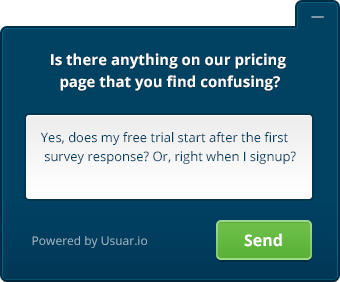 Is there anything on our pricing
page that you find confusing?
Yes, does my free trial start after the first
survey response? Or, right when I signup?
Powered by Usuar.io
Send